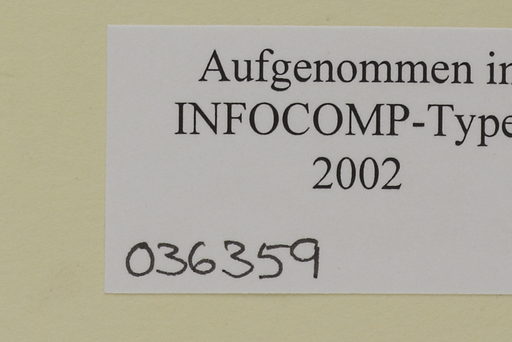 Aufgenommen in
INFOCOMP-Type
2002
036359